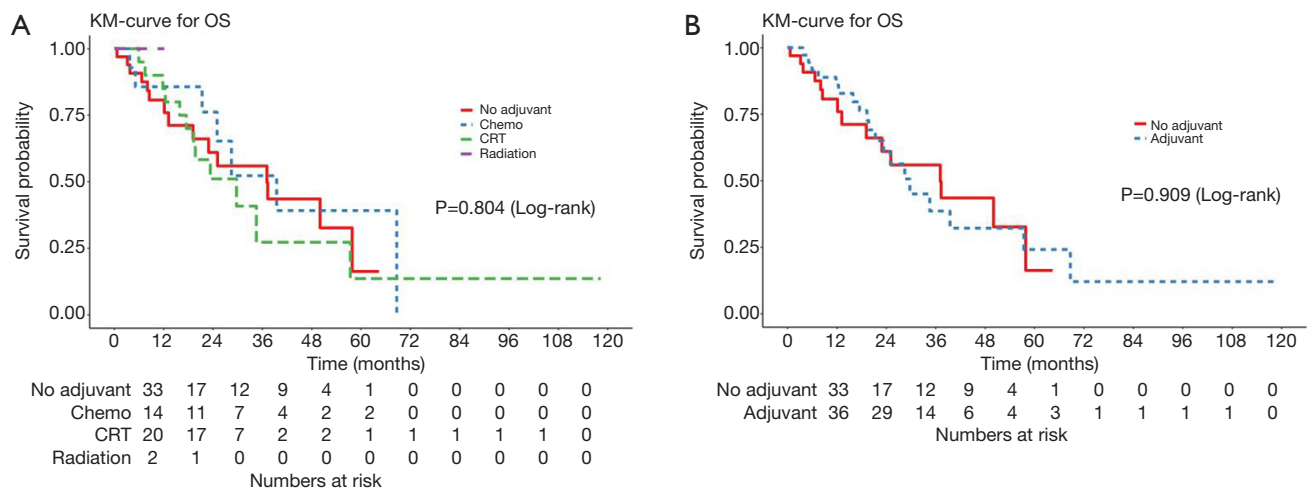 A
KM-curve for OS
Survival probability
1.00
0.75
0.50
0.25
0.00
No adjuvant
Chemo
CRT
Radiation
P=0.804 (Log-rank)
0 12 24 36 48 60 72 84 96 108 120
Time (months)
No adjuvant 33 17 12 9 4 1 0 0 0 0 0
Chemo 14 11 7 4 2 2 0 0 0 0 0
CRT 20 17 7 2 2 1 1 1 1 1 0
Radiation 2 1 0 0 0 0 0 0 0 0 0
Numbers at risk
B
KM-curve for OS
Survival probability
1.00
0.75
0.50
0.25
0.00
No adjuvant
Adjuvant
P=0.909 (Log-rank)
0 12 24 36 48 60 72 84 96 108 120
Time (months)
No adjuvant 33 17 12 9 4 1 0 0 0 0 0
Adjuvant 36 29 14 6 4 3 1 1 1 1 0
Numbers at risk